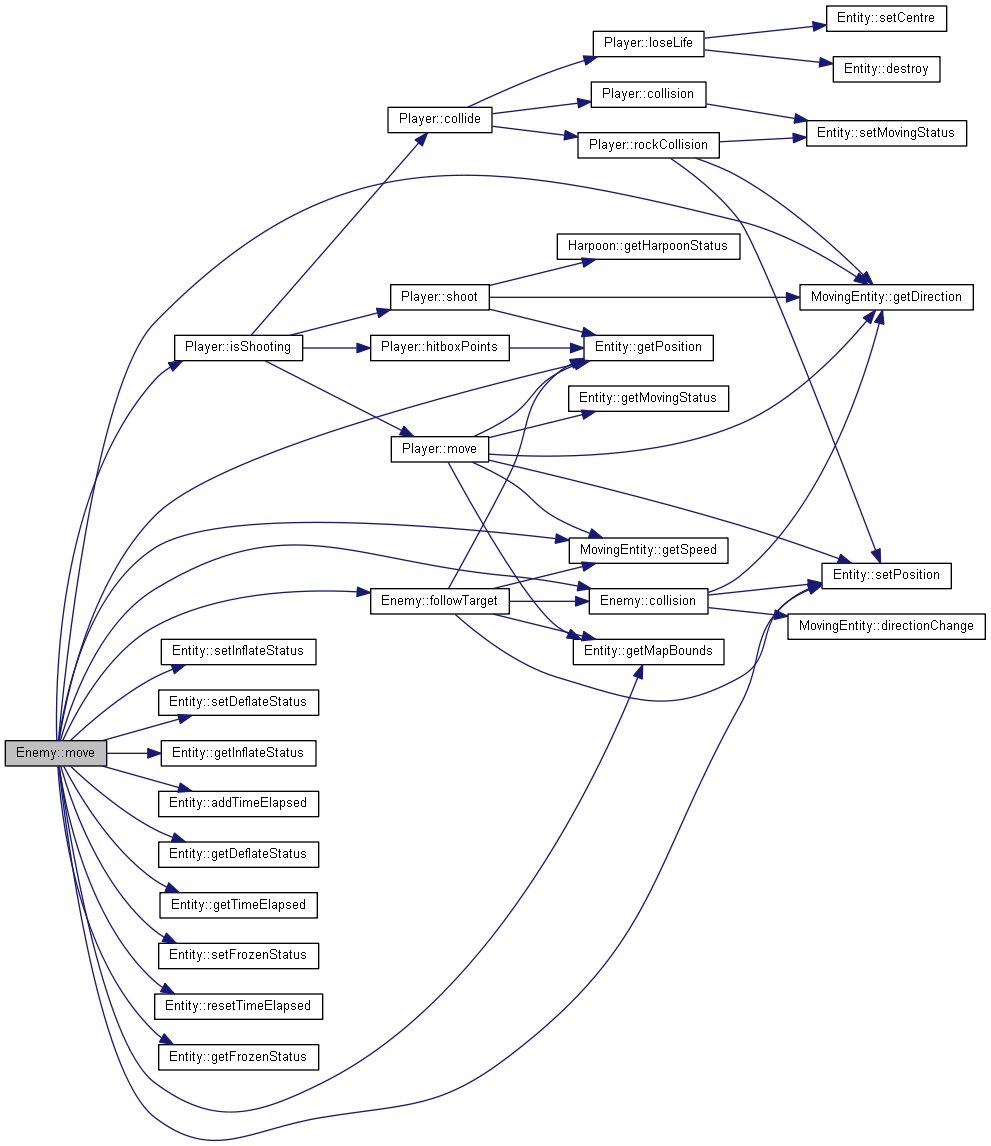 Entity::setCentre
Player::loseLife
Entity::destroy
Player::collision
Player::collide
Entity::setMovingStatus
Player::rockCollision
Harpoon::getHarpoonStatus
Player::shoot
MovingEntity::getDirection
Player::isShooting
Player::hitboxPoints
Entity::getPosition
Entity::getMovingStatus
Player::move
MovingEntity::getSpeed
Entity::setPosition
Enemy::followTarget
Enemy::collision
MovingEntity::directionChange
Entity::setInflateStatus
Entity::getMapBounds
Entity::setDeflateStatus
Enemy::move
Entity::getInflateStatus
Entity::addTimeElapsed
Entity::getDeflateStatus
Entity::getTimeElapsed
Entity::setFrozenStatus
Entity::resetTimeElapsed
Entity::getFrozenStatus